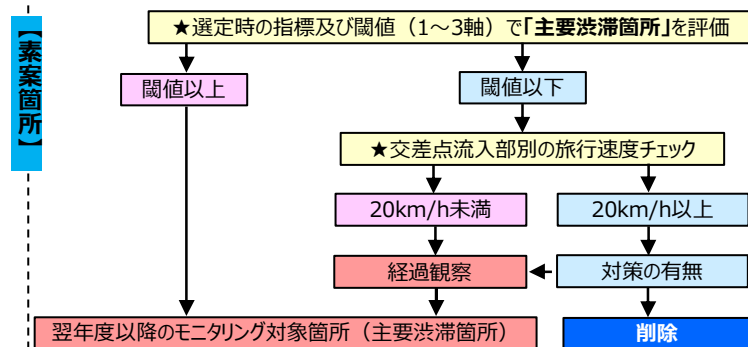 【素案箇所】
★選定時の指標及び閾値（1～3軸）で「主要渋滞箇所」を評価
閾値以上
閾値以下
★交差点流入部別の旅行速度チェック
20km/h未満
20km/h以上
経過観察
対策の有無
翌年度以降のモニタリング対象箇所（主要渋滞箇所）
削除